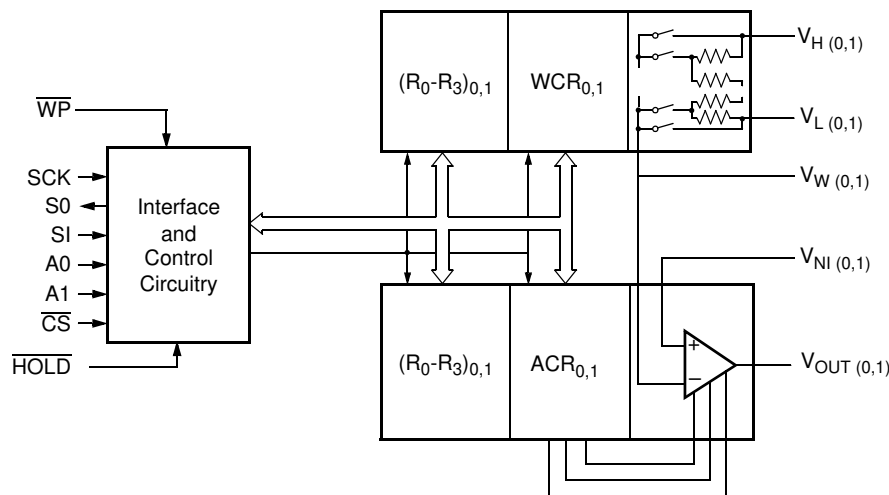 WP
SCK
S0
SI
A0
A1
CS
HOLD
Interface
and
Control
Circuitry
(R0-R3)0,1
WCR0,1
VH (0,1)
VL (0,1)
VW (0,1)
VNI (0,1)
(R0-R3)0,1
ACR0,1
+
−
VOUT (0,1)